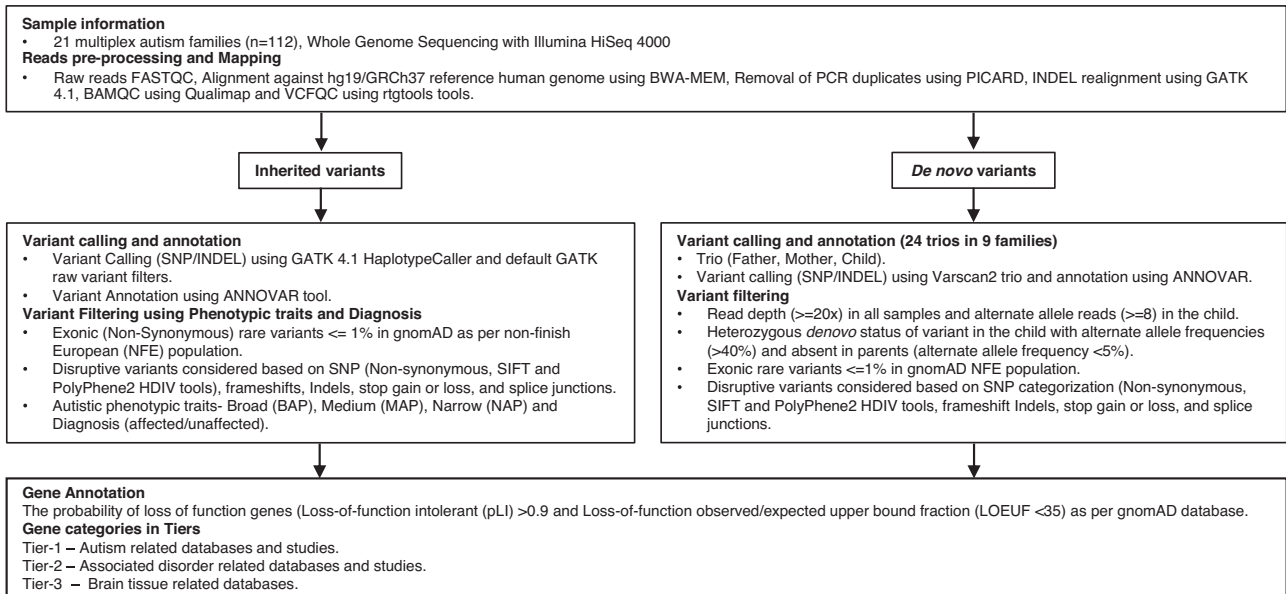 Sample information
• 21 multiplex autism families (n=112), Whole Genome Sequencing with Illumina HiSeq 4000
Reads pre-processing and Mapping
• Raw reads FASTQC, Alignment against hg19/GRCh37 reference human genome using BWA-MEM, Removal of PCR duplicates using PICARD, INDEL realignment using GATK
4.1, BAMQC using Qualimap and VCFQC using rtgtools tools.
Inherited variants
De novo variants
Variant calling and annotation
• Variant Calling (SNP/INDEL) using GATK 4.1 HaplotypeCaller and default GATK
raw variant filters.
• Variant Annotation using ANNOVAR tool.
Variant Filtering using Phenotypic traits and Diagnosis
• Exonic (Non-Synonymous) rare variants <= 1% in gnomAD as per non-finish
European (NFE) population.
• Disruptive variants considered based on SNP (Non-synonymous, SIFT and
PolyPhene2 HDIV tools), frameshifts, Indels, stop gain or loss, and splice junctions.
• Autistic phenotypic traits- Broad (BAP), Medium (MAP), Narrow (NAP) and
Diagnosis (affected/unaffected).
Variant calling and annotation (24 trios in 9 families)
• Trio (Father, Mother, Child).
• Variant calling (SNP/INDEL) using Varscan2 trio and annotation using ANNOVAR.
Variant filtering
• Read depth (>=20x) in all samples and alternate allele reads (>=8) in the child.
• Heterozygous denovo status of variant in the child with alternate allele frequencies
(>40%) and absent in parents (alternate allele frequency <5%).
• Exonic rare variants <=1% in gnomAD NFE population.
• Disruptive variants considered based on SNP categorization (Non-synonymous,
SIFT and PolyPhene2 HDIV tools, frameshift Indels, stop gain or loss, and splice
junctions.
Gene Annotation
The probability of loss of function genes (Loss-of-function intolerant (pLI) >0.9 and Loss-of-function observed/expected upper bound fraction (LOEUF <35) as per gnomAD database.
Gene categories in Tiers
Tier-1 – Autism related databases and studies.
Tier-2 – Associated disorder related databases and studies.
Tier-3 – Brain tissue related databases.